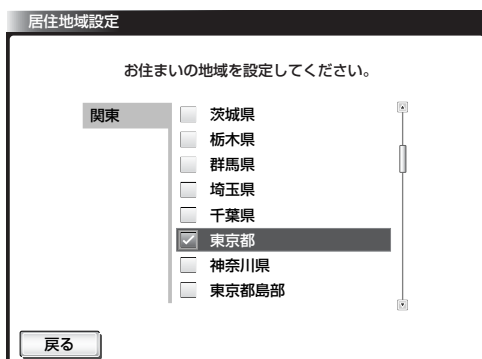 居住地域設定
お住まいの地域を設定してください。
関東
茨城県
栃木県
群馬県
埼玉県
千葉県
東京都
神奈川県
東京都島部
戻る